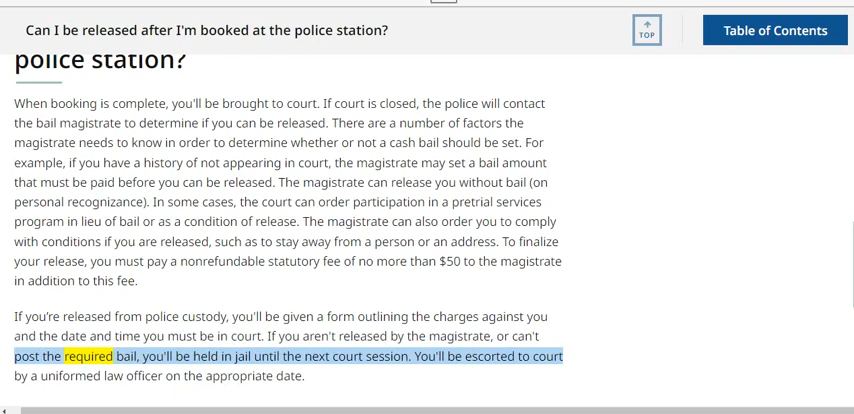 Can I be released after I'm booked at the police station?
TOP
Table of Contents
police station?
When booking is complete, you'll be brought to court. If court is closed, the police will contact
the bail magistrate to determine if you can be released. There are a number of factors the
magistrate needs to know in order to determine whether or not a cash bail should be set. For
example, if you have a history of not appearing in court, the magistrate may set a bail amount
that must be paid before you can be released. The magistrate can release you without bail (on
personal recognizance). In some cases, the court can order participation in a pretrial services
program in lieu of bail or as a condition of release. The magistrate can also order you to comply
with conditions if you are released, such as to stay away from a person or an address. To finalize
your release, you must pay a nonrefundable statutory fee of no more than $50 to the magistrate
in addition to this fee.
If you’re released from police custody, you'll be given a form outlining the charges against you
and the date and time you must be in court. If you aren't released by the magistrate, or can't
post the required bail, you'll be held in jail until the next court session. You'll be escorted to court
by a uniformed law officer on the appropriate date.